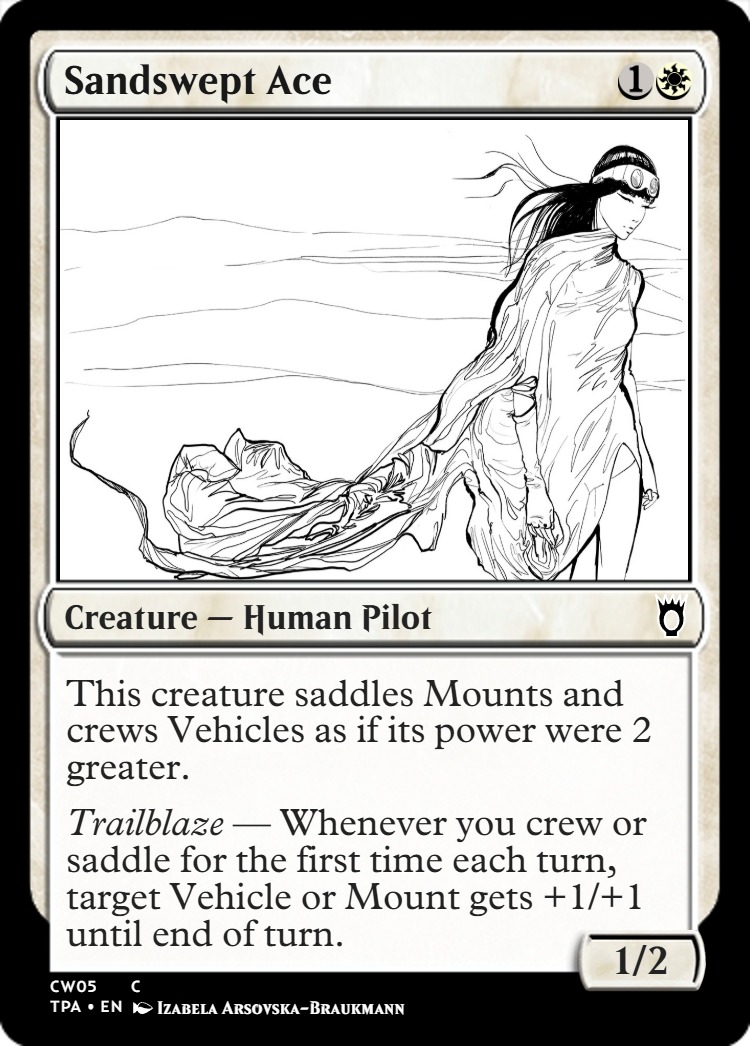 Sandswept Ace 1
Creature — Human Pilot
This creature saddles Mounts and
crews Vehicles as if its power were 2
greater.
Trailblaze — Whenever you crew or
saddle for the first time each turn,
target Vehicle or Mount gets +1/+1
until end of turn.
1/2
CW05 C
TPA • EN Izabela Arsovska-Braukmann